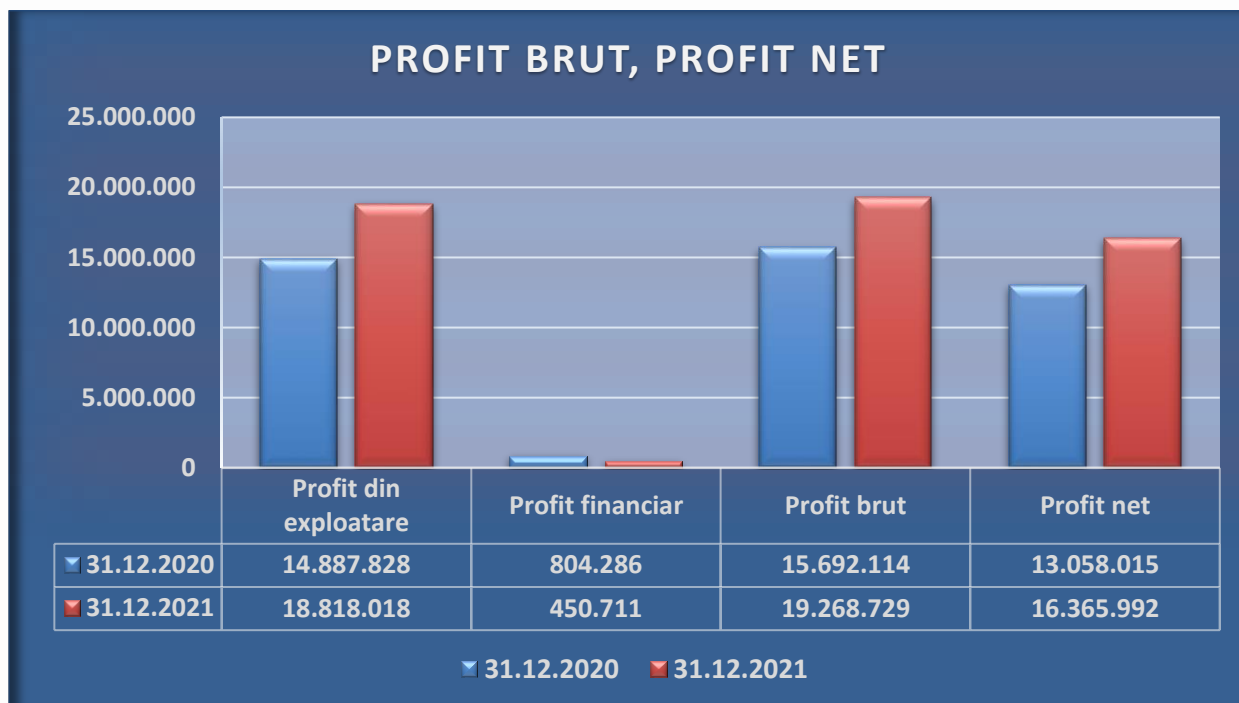 PROFIT BRUT, PROFIT NET
25.000.000
20.000.000
15.000.000
10.000.000
5.000.000
0
Profit din exploatare Profit financiar Profit brut Profit net
31.12.2020 14.887.828 804.286 15.692.114 13.058.015
31.12.2021 18.818.018 450.711 19.268.729 16.365.992
31.12.2020 31.12.2021